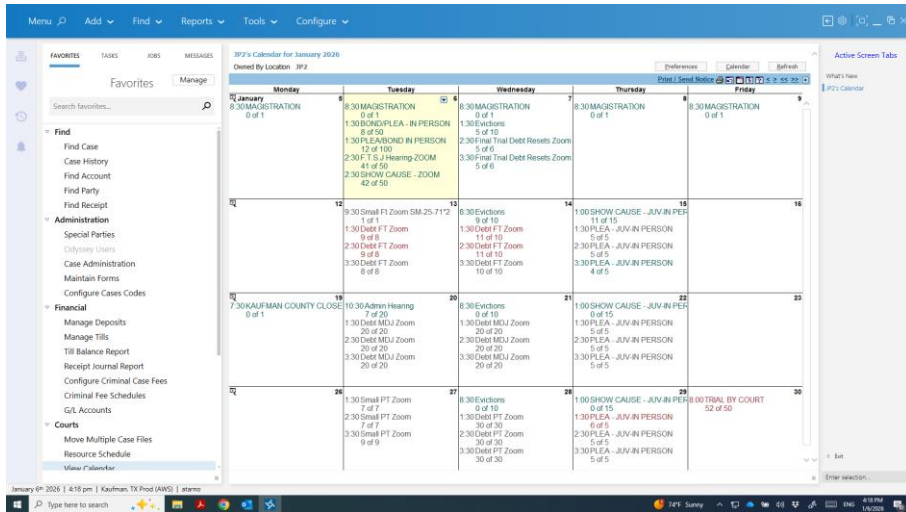 Menu Add Find Reports Tools Configure
FAVORITES TASKS JOBS MESSAGES
Favorites Manage
Search favorites...
Find
Find Case
Case History
Find Account
Find Party
Find Receipt
Administration
Special Parties
Odyssey Users
Case Administration
Maintain Forms
Configure Cases Codes
Financial
Manage Deposits
Manage Tills
Till Balance Report
Receipt Journal Report
Configure Criminal Case Fees
Criminal Fee Schedules
G/L Accounts
Courts
Move Multiple Case Files
Resource Schedule
View Calendar
JP2's Calendar for January 2026
Owned By Location JP2
Preferences Calendar Refresh
Print / Send Notice
Monday Tuesday Wednesday Thursday Friday
January 5
8:30 MAGISTRATION
0 of 1
6
8:30 MAGISTRATION
0 of 1
1:30 BOND/PLEA - IN PERSON
8 of 50
1:30 PLEA/BOND IN PERSON
12 of 100
2:30 F.T.S.J Hearing-ZOOM
41 of 50
2:30 SHOW CAUSE - ZOOM
42 of 50
7
8:30 MAGISTRATION
0 of 1
1:30 Evictions
5 of 10
2:30 Final Trial Debt Resets Zoom
5 of 6
3:30 Final Trial Debt Resets Zoom
5 of 6
8
8:30 MAGISTRATION
0 of 1
9
8:30 MAGISTRATION
0 of 1
12
13
9:30 Small Ft Zoom SM-25-71*2
1 of 1
1:30 Debt FT Zoom
9 of 8
2:30 Debt FT Zoom
9 of 8
3:30 Debt FT Zoom
8 of 8
14
8:30 Evictions
9 of 10
1:30 Debt FT Zoom
11 of 10
2:30 Debt FT Zoom
11 of 10
3:30 Debt FT Zoom
10 of 10
15
1:00 SHOW CAUSE - JUV-IN PER
11 of 15
1:30 PLEA - JUV-IN PERSON
5 of 5
2:30 PLEA - JUV-IN PERSON
5 of 5
3:30 PLEA - JUV-IN PERSON
4 of 5
16
19
7:30 KAUFMAN COUNTY CLOSE
0 of 1
20
10:30 Admin Hearing
7 of 20
1:30 Debt MDJ Zoom
20 of 20
2:30 Debt MDJ Zoom
20 of 20
3:30 Debt MDJ Zoom
20 of 20
21
8:30 Evictions
0 of 10
1:30 Debt MDJ Zoom
20 of 20
2:30 Debt MDJ Zoom
20 of 20
3:30 Debt MDJ Zoom
20 of 20
22
1:00 SHOW CAUSE - JUV-IN PER
0 of 15
1:30 PLEA - JUV-IN PERSON
5 of 5
2:30 PLEA - JUV-IN PERSON
5 of 5
3:30 PLEA - JUV-IN PERSON
5 of 5
23
26
27
1:30 Small PT Zoom
7 of 7
2:30 Small PT Zoom
7 of 7
3:30 Small PT Zoom
9 of 9
28
8:30 Evictions
0 of 10
1:30 Debt PT Zoom
30 of 30
2:30 Debt PT Zoom
30 of 30
3:30 Debt PT Zoom
30 of 30
29
1:00 SHOW CAUSE - JUV-IN PER
0 of 15
1:30 PLEA - JUV-IN PERSON
6 of 5
2:30 PLEA - JUV-IN PERSON
5 of 5
3:30 PLEA - JUV-IN PERSON
5 of 5
30
8:00 TRIAL BY COURT
52 of 50
Active Screen Tabs
What's New
JP2's Calendar
Exit
Enter selection...
January 6th 2026 | 4:18 pm | Kaufman, TX Prod (AWS) | atarno
Type here to search
74°F Sunny
ENG
4:18 PM
1/6/2026